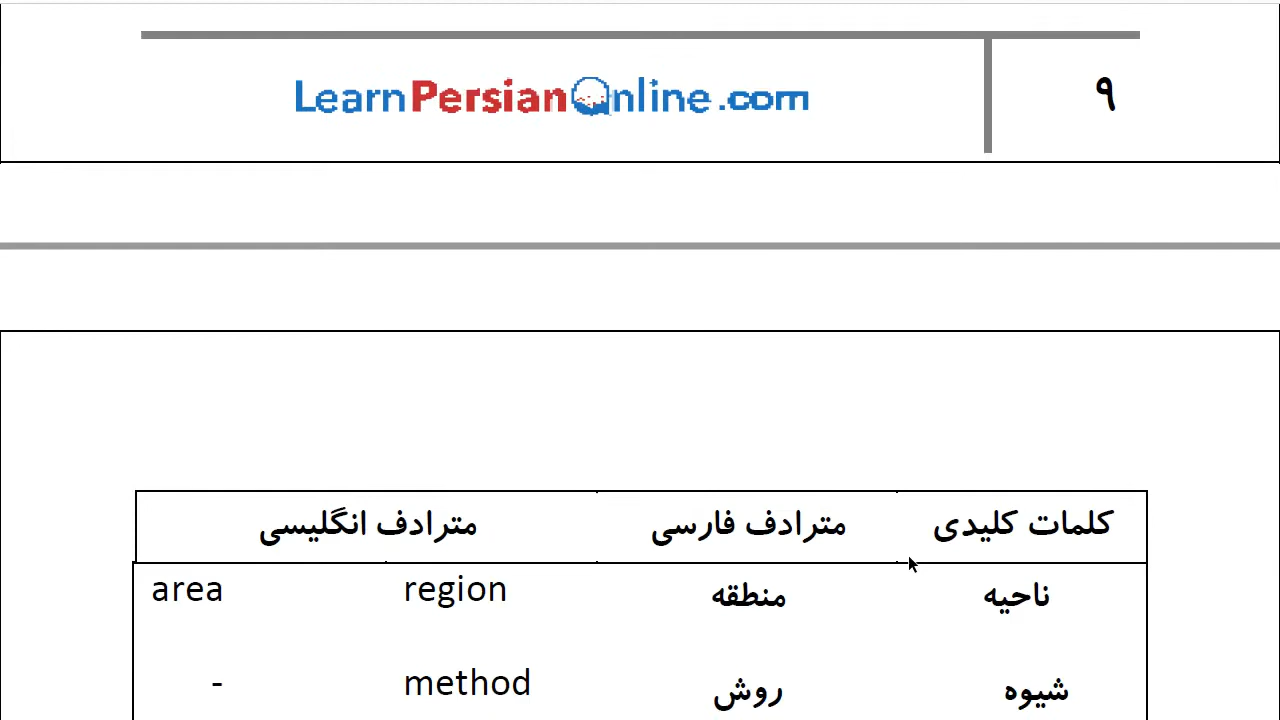 LearnPersianOnline.com ۹
کلمات کلیدی مترادف فارسی مترادف انگلیسی
ناحیه منطقه region area
شیوه روش method -